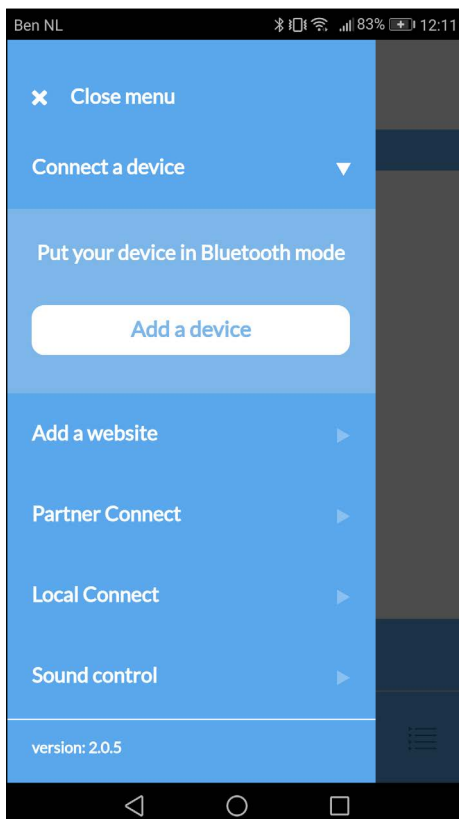 Ben NL 83% 12:11
Close menu
Connect a device
Put your device in Bluetooth mode
Add a device
Add a website
Partner Connect
Local Connect
Sound control
version: 2.0.5